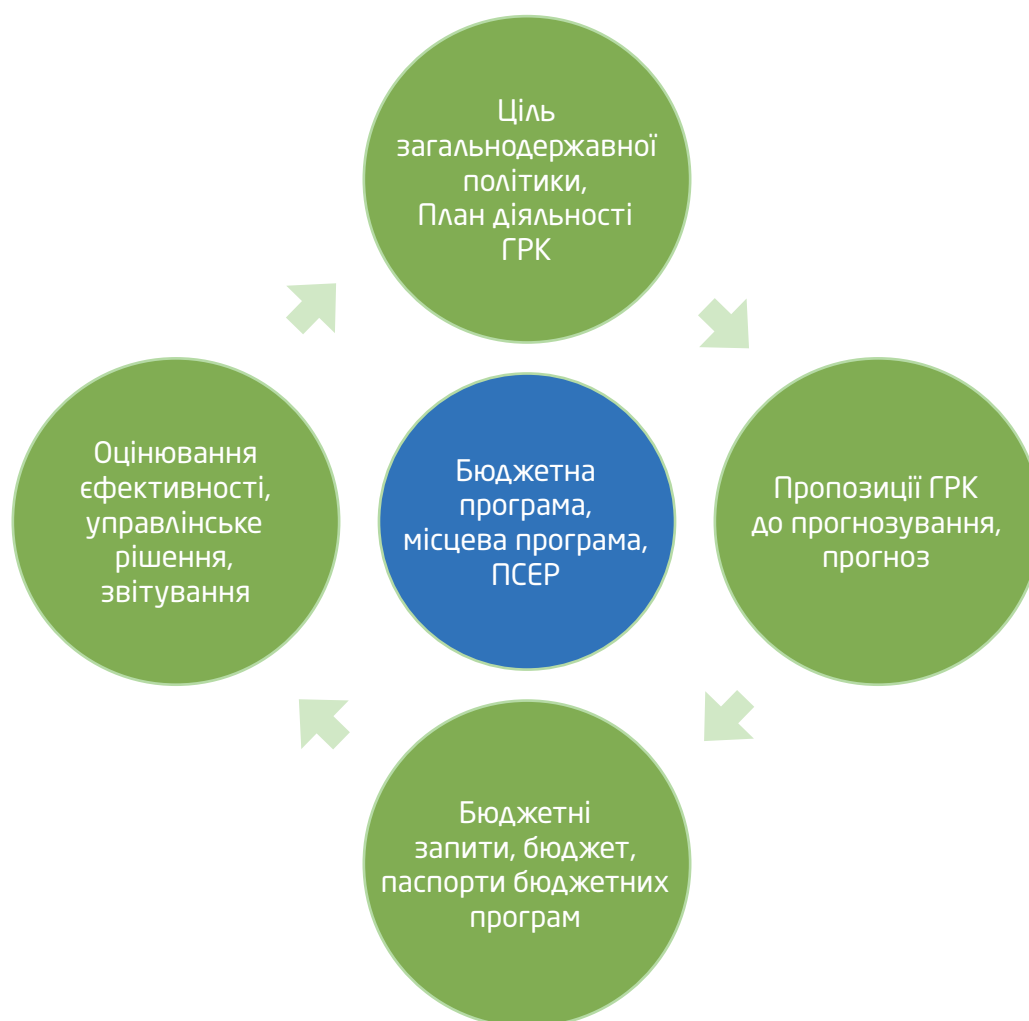 Ціль
загальнодержавної
політики,
План діяльності
ГРК
Оцінювання
єфективності,
управлінське
рішення,
звітування
Бюджетна
програма,
місцева програма,
ПСЕР
Пропозиції ГРК
до прогнозування,
прогноз
Бюджетні
запити, бюджет,
паспорти бюджетних
програм